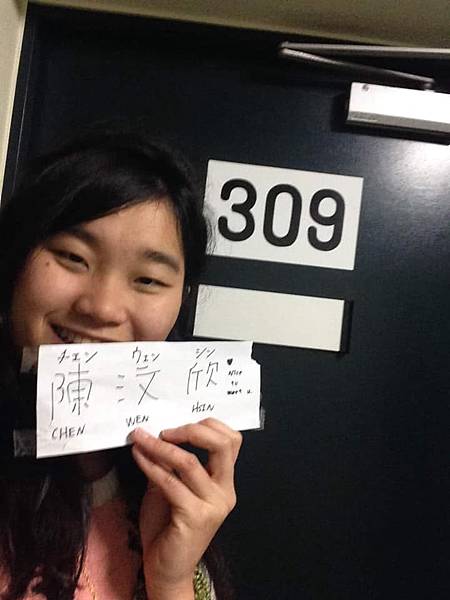 309
チェン ウェン シン
陳 汶 欣
CHEN WEN HSIN
♥
Nice
to
meet u